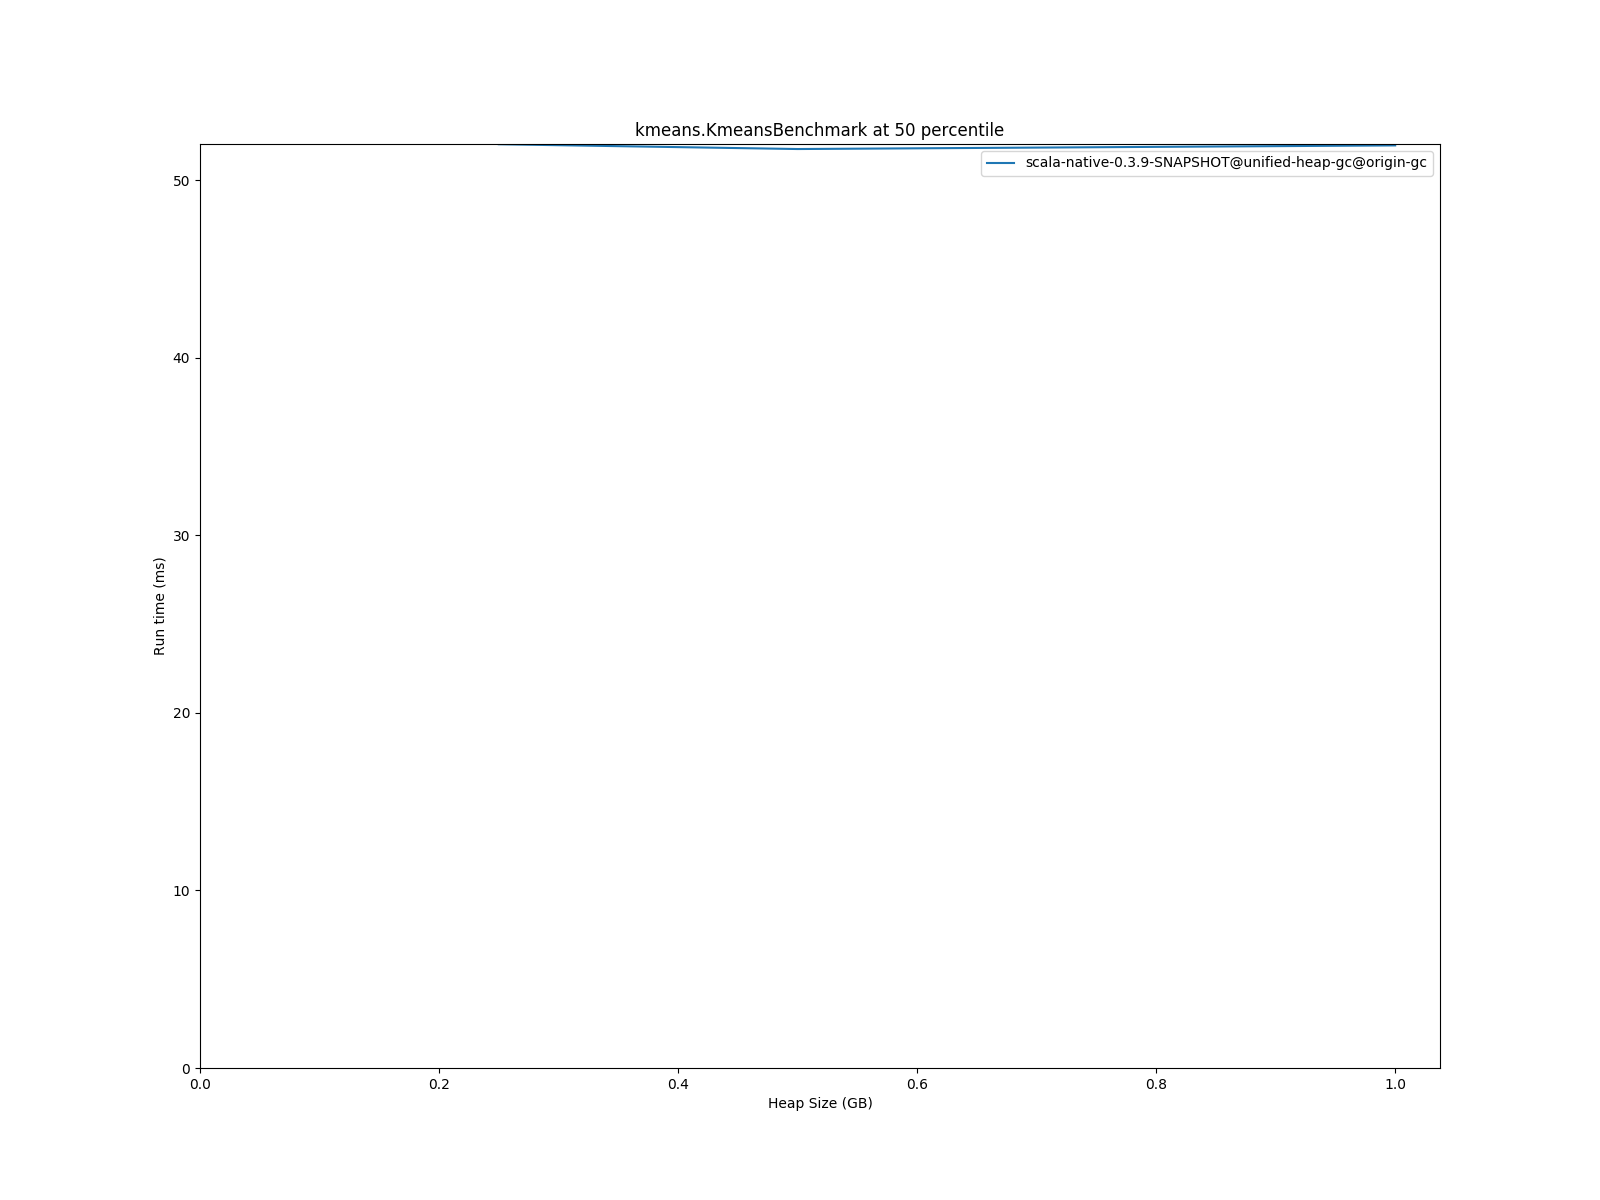 kmeans.KmeansBenchmark at 50 percentile
scala-native-0.3.9-SNAPSHOT@unified-heap-gc@origin-gc
50
40
30
20
10
0
Run time (ms)
0.0 0.2 0.4 0.6 0.8 1.0
Heap Size (GB)